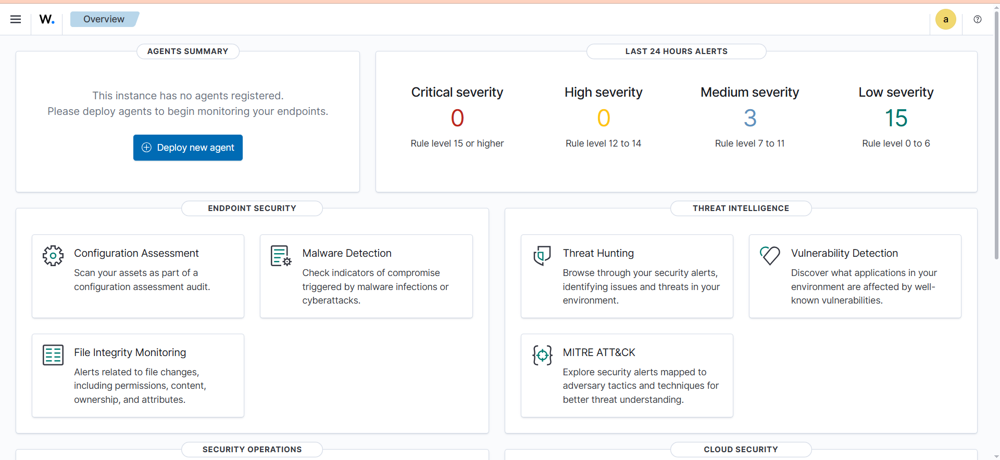 W.
Overview
a
AGENTS SUMMARY
This instance has no agents registered.
Please deploy agents to begin monitoring your endpoints.
Deploy new agent
LAST 24 HOURS ALERTS
Critical severity
0
Rule level 15 or higher
High severity
0
Rule level 12 to 14
Medium severity
3
Rule level 7 to 11
Low severity
15
Rule level 0 to 6
ENDPOINT SECURITY
Configuration Assessment
Scan your assets as part of a
configuration assessment audit.
Malware Detection
Check indicators of compromise
triggered by malware infections or
cyberattacks.
File Integrity Monitoring
Alerts related to file changes,
including permissions, content,
ownership, and attributes.
THREAT INTELLIGENCE
Threat Hunting
Browse through your security alerts,
identifying issues and threats in your
environment.
Vulnerability Detection
Discover what applications in your
environment are affected by well-
known vulnerabilities.
MITRE ATT&CK
Explore security alerts mapped to
adversary tactics and techniques for
better threat understanding.
SECURITY OPERATIONS
CLOUD SECURITY